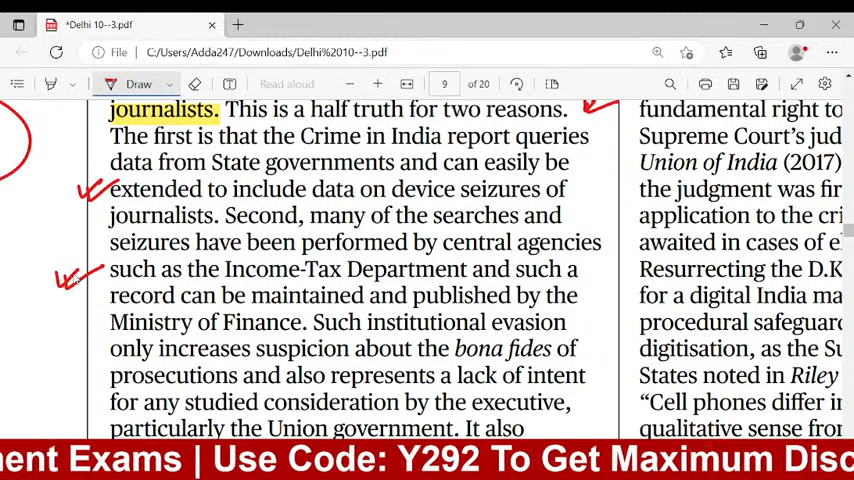 *Delhi 10--3.pdf
File
C:/Users/Adda247/Downloads/Delhi%2010--3.pdf
Draw
Read aloud
9
of 20
journalists. This is a half truth for two reasons.
The first is that the Crime in India report queries
data from State governments and can easily be
extended to include data on device seizures of
journalists. Second, many of the searches and
seizures have been performed by central agencies
such as the Income-Tax Department and such a
record can be maintained and published by the
Ministry of Finance. Such institutional evasion
only increases suspicion about the bona fides of
prosecutions and also represents a lack of intent
for any studied consideration by the executive,
particularly the Union government. It also
fundamental right to
Supreme Court's jud
Union of India (2017)
the judgment was fir
application to the cri
awaited in cases of el
Resurrecting the D.K
for a digital India ma
procedural safeguard
digitisation, as the Su
States noted in Riley
"Cell phones differ in
qualitative sense from
nent Exams | Use Code: Y292 To Get Maximum Disc